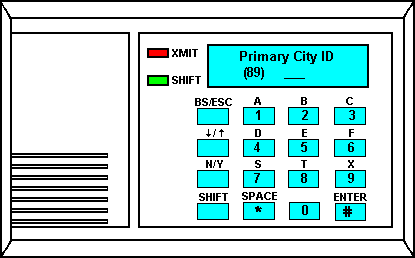 XMIT
Primary City ID
(89) ___
SHIFT
BS/ESC A B C
1 2 3
↓/↑ D E F
4 5 6
N/Y S T X
7 8 9
SHIFT SPACE ENTER
* 0 #